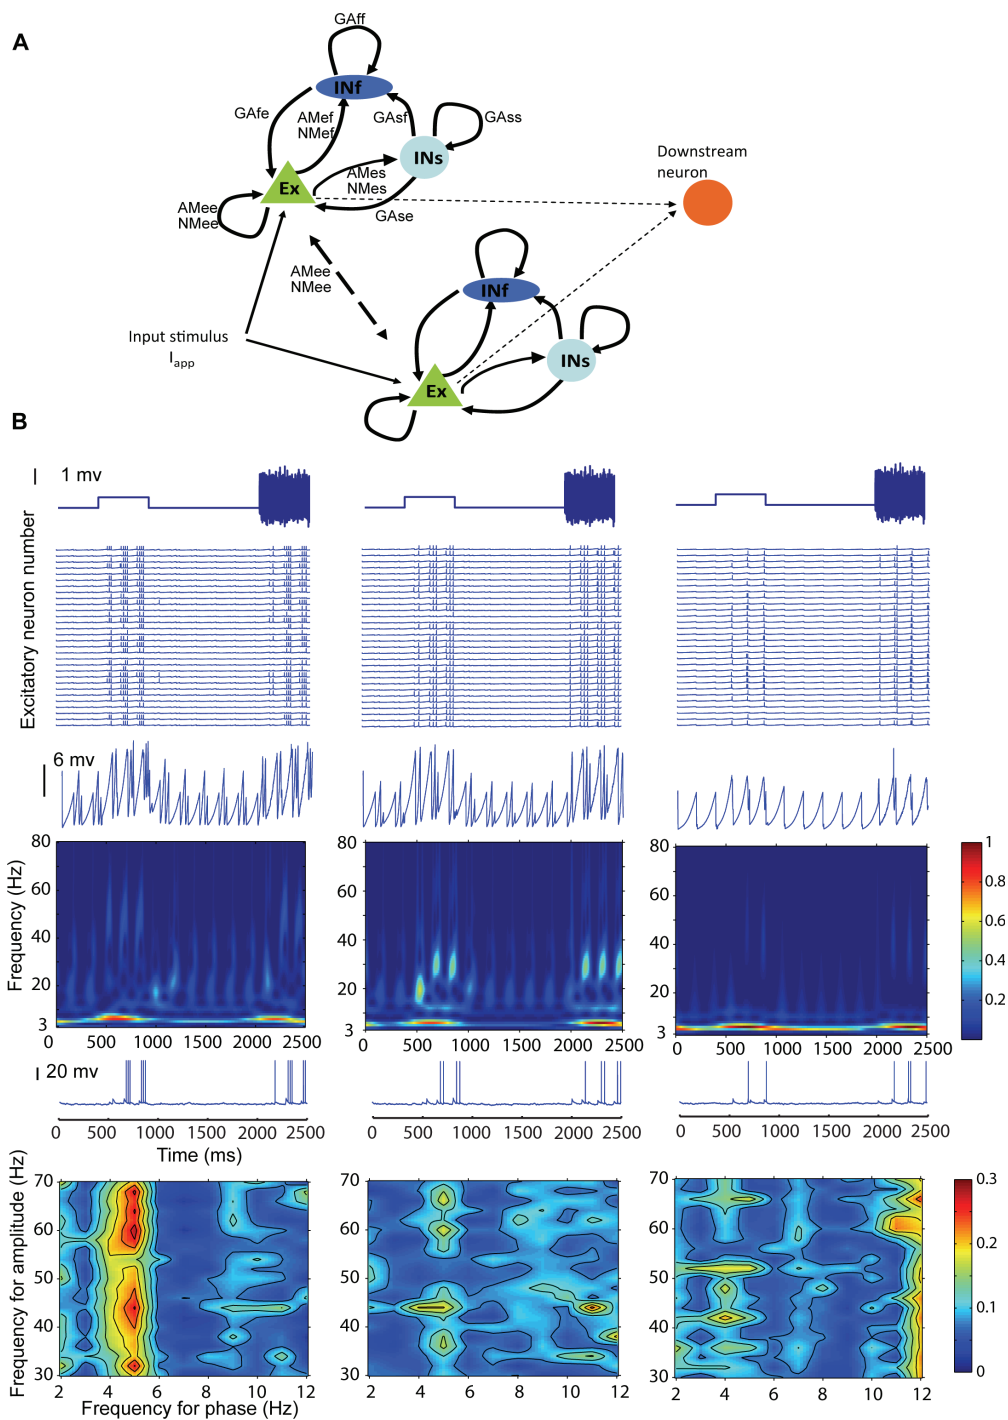 A
GAff
INf
GAfe
AMef
NMef
GAsf
GAss
INs
Ex
AMes
NMes
GAse
AMee
NMee
Downstream
neuron
AMee
NMee
INf
Input stimulus
Iapp
INs
Ex
B
1 mv
Excitatory neuron number
6 mv
Frequency (Hz)
80
60
40
20
3
0 500 1000 1500 2000 2500
80
60
40
20
3
0 500 1000 1500 2000 2500
80
60
40
20
3
0 500 1000 1500 2000 2500
1
0.8
0.6
0.4
0.2
20 mv
0 500 1000 1500 2000 2500
0 500 1000 1500 2000 2500
0 500 1000 1500 2000 2500
Time (ms)
Frequency for amplitude (Hz)
70
60
50
40
30
2 4 6 8 10 12
70
60
50
40
30
2 4 6 8 10 12
70
60
50
40
30
2 4 6 8 10 12
0.3
0.2
0.1
0
Frequency for phase (Hz)